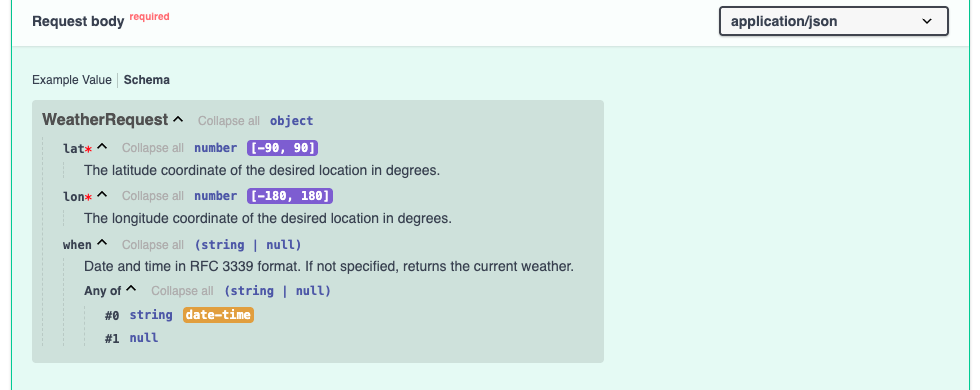 Request body required
application/json
Example Value Schema
WeatherRequest Collapse all object
lat* Collapse all number [-90, 90]
The latitude coordinate of the desired location in degrees.
lon* Collapse all number [-180, 180]
The longitude coordinate of the desired location in degrees.
when Collapse all (string | null)
Date and time in RFC 3339 format. If not specified, returns the current weather.
Any of Collapse all (string | null)
#0 string date-time
#1 null